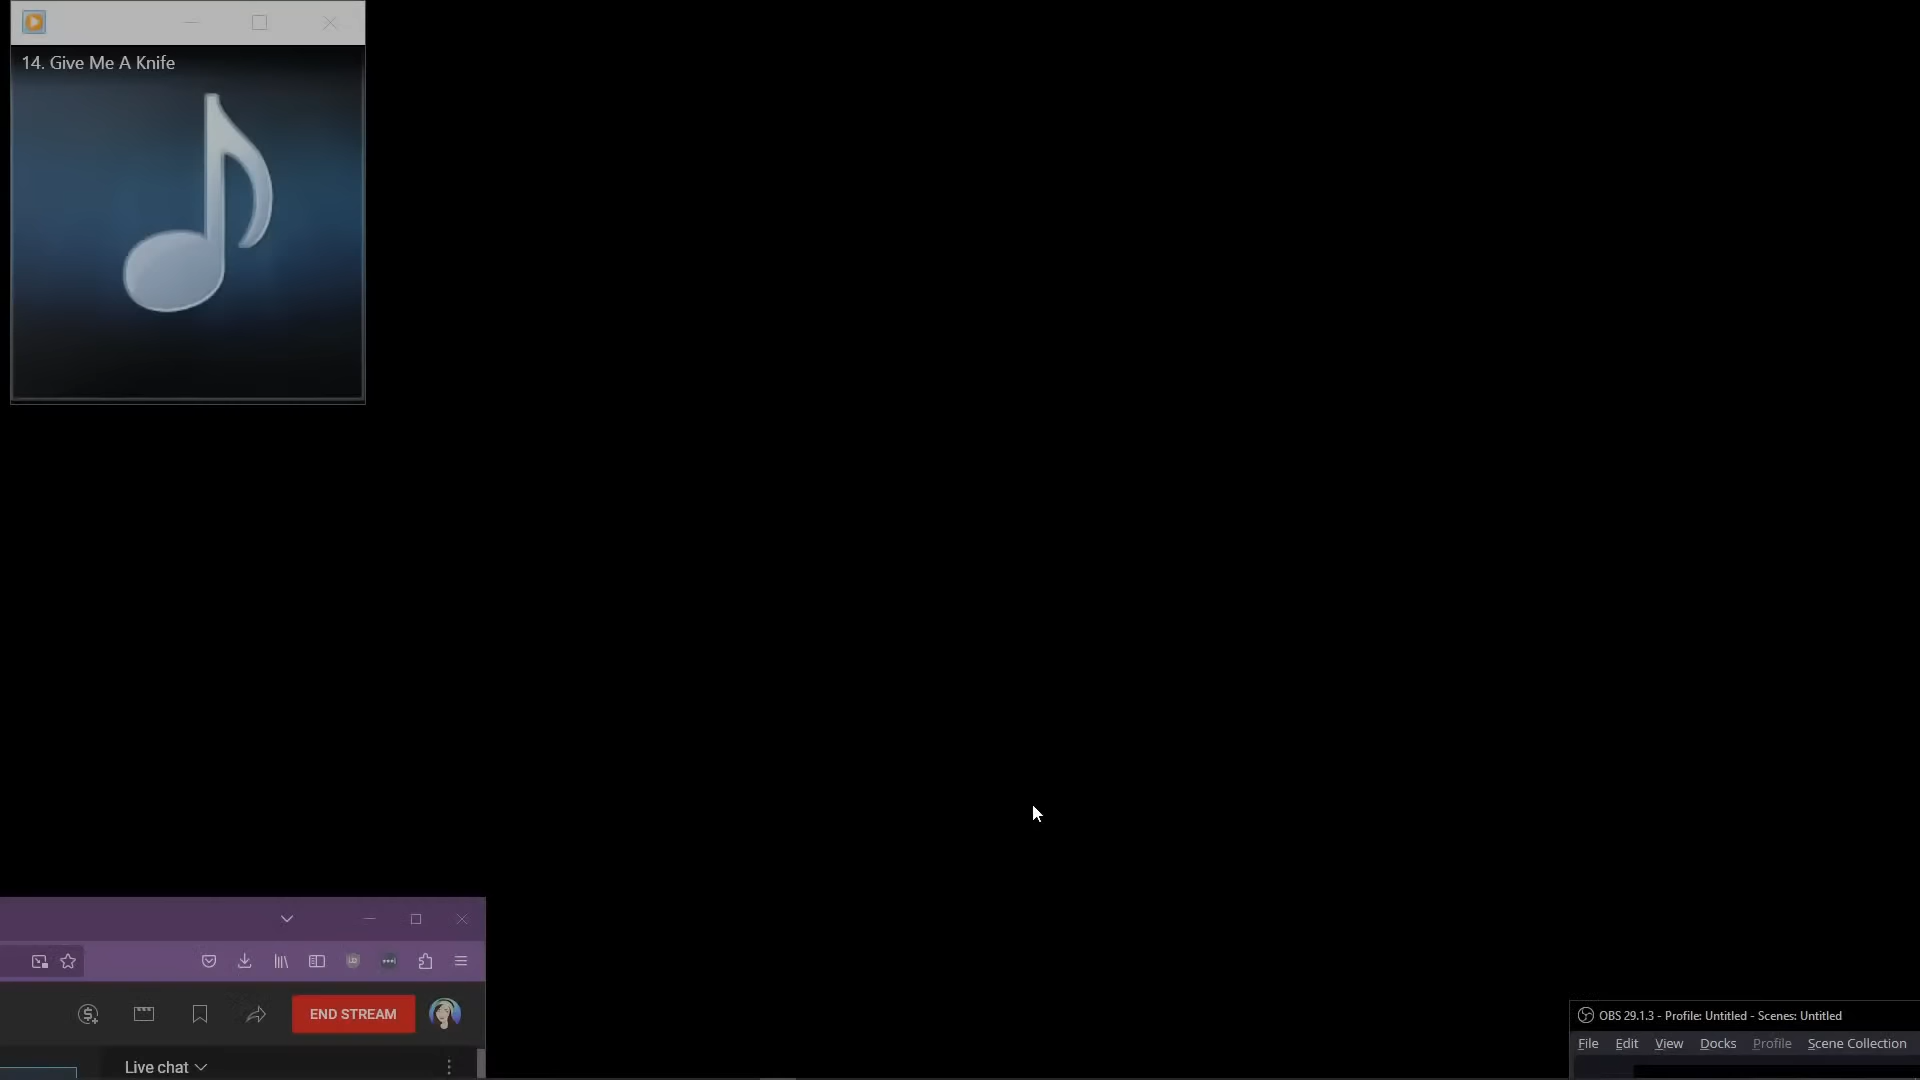 14. Give Me A Knife
END STREAM
Live chat
OBS 29.1.3 - Profile: Untitled - Scenes: Untitled
File Edit View Docks Profile Scene Collection